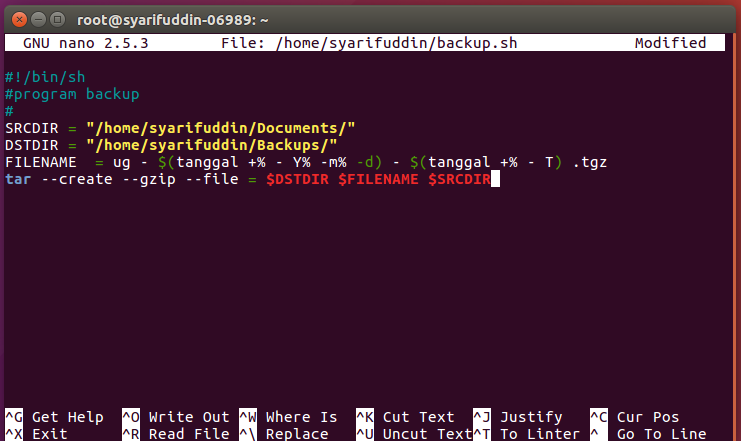 root@syarifuddin-06989: ~
GNU nano 2.5.3 File: /home/syarifuddin/backup.sh Modified
#!/bin/sh
#program backup
#
SRCDIR = "/home/syarifuddin/Documents/"
DSTDIR = "/home/syarifuddin/Backups/"
FILENAME  = ug - $(tanggal +% - Y% -m% -d) - $(tanggal +% - T) .tgz
tar --create --gzip --file = $DSTDIR $FILENAME $SRCDIR
^G Get Help ^O Write Out ^W Where Is ^K Cut Text ^J Justify ^C Cur Pos
^X Exit ^R Read File ^\ Replace ^U Uncut Text ^T To Linter ^_ Go To Line